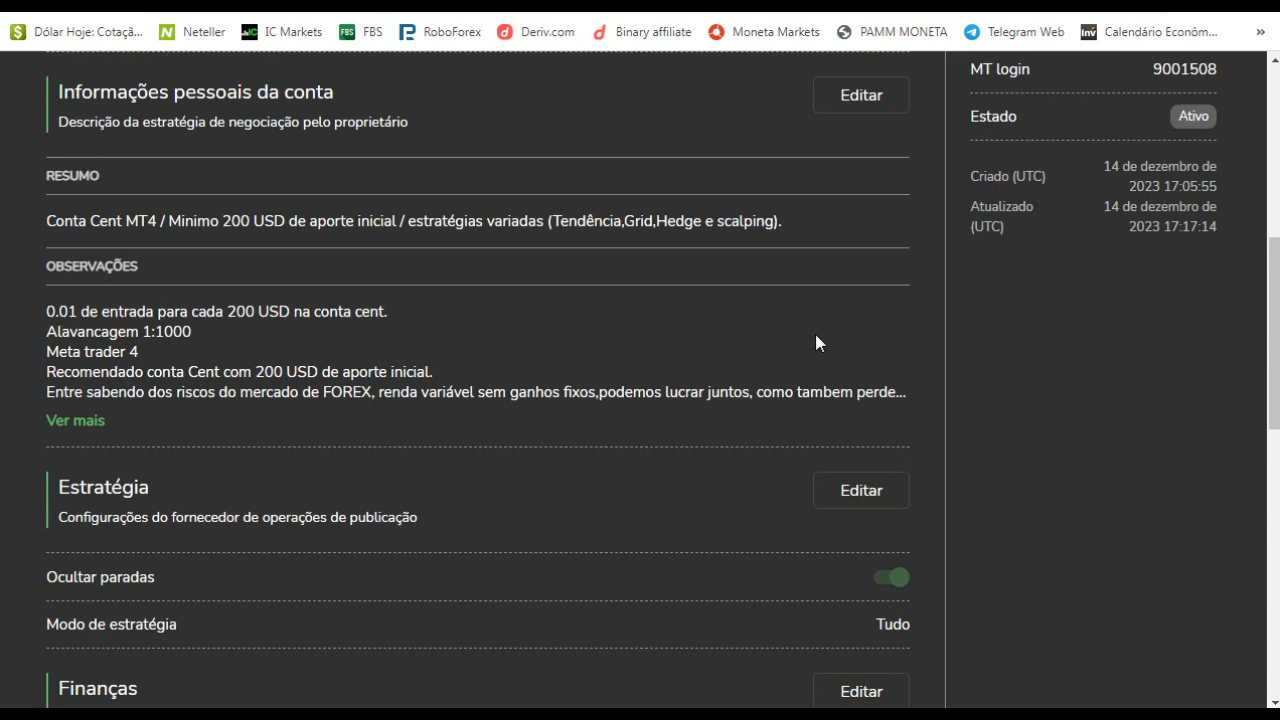 Dólar Hoje: Cotaçã... Neteller IC Markets FBS FBS RoboForex Deriv.com Binary affiliate Moneta Markets PAMM MONETA Telegram Web Inv Calendário Econôm... »
Informações pessoais da conta
Editar
Descrição da estratégia de negociação pelo proprietário
RESUMO
Conta Cent MT4 / Minimo 200 USD de aporte inicial / estratégias variadas (Tendência,Grid,Hedge e scalping).
OBSERVAÇÕES
0.01 de entrada para cada 200 USD na conta cent.
Alavancagem 1:1000
Meta trader 4
Recomendado conta Cent com 200 USD de aporte inicial.
Entre sabendo dos riscos do mercado de FOREX, renda variável sem ganhos fixos,podemos lucrar juntos, como tambem perde...
Ver mais
Estratégia
Editar
Configurações do fornecedor de operações de publicação
Ocultar paradas
Modo de estratégia Tudo
Finanças
Editar
MT login 9001508
Estado Ativo
Criado (UTC) 14 de dezembro de
2023 17:05:55
Atualizado 14 de dezembro de
(UTC) 2023 17:17:14